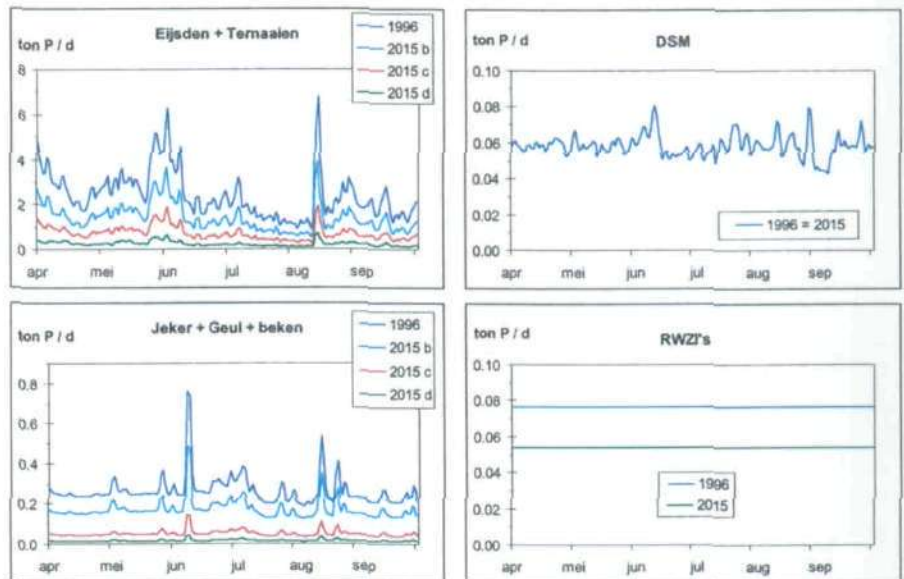 Eijsden + Ternaaien
ton P / d
1996
2015 b
2015 c
2015 d
8
6
4
2
0
apr mei jun jul aug sep
DSM
ton P / d
0.10
0.08
0.06
0.04
0.02
0.00
1996 = 2015
apr mei jun jul aug sep
Jeker + Geul + beken
ton P / d
1996
2015 b
2015 c
2015 d
0.8
0.6
0.4
0.2
0.0
apr mei jun jul aug sep
RWZI's
ton P / d
0.10
0.08
0.06
0.04
0.02
0.00
1996
2015
apr mei jun jul aug sep